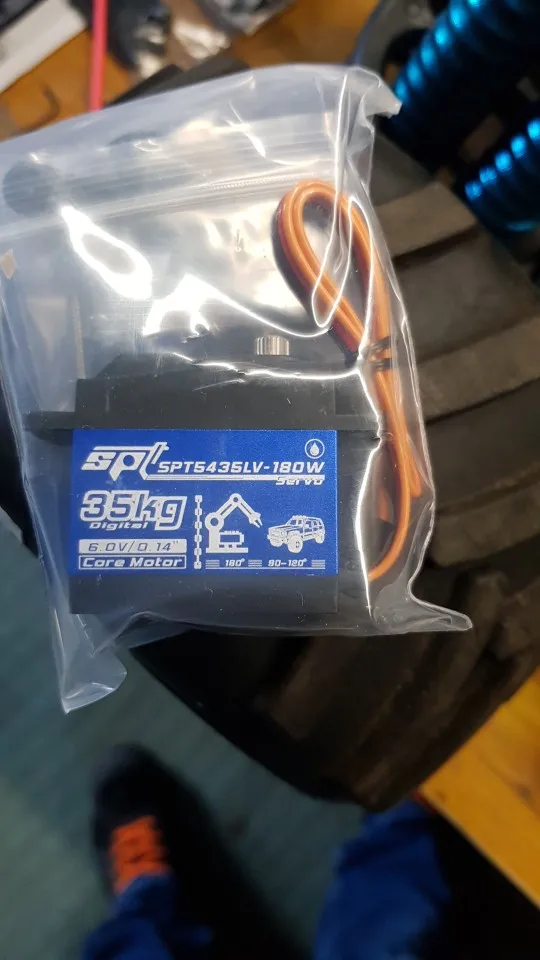 spt SPT5435LV-180W
Servo
35kg
Digital
6.0V/0.14"
Core Motor
180° 90-120°